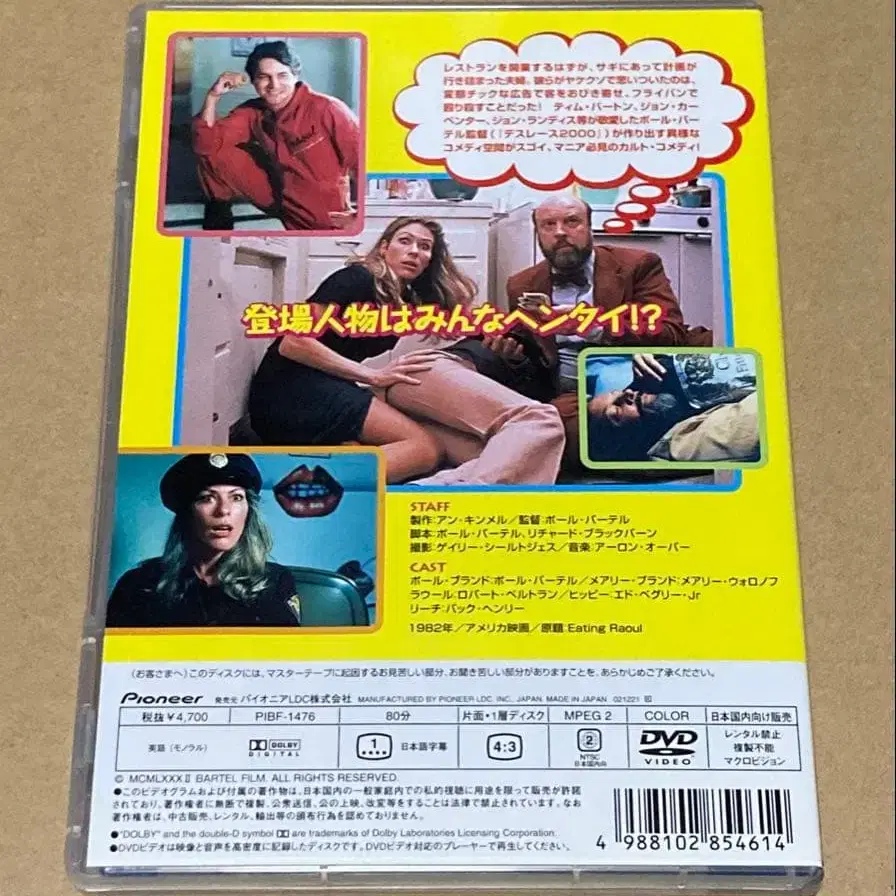 レストランを開業するはずが、サギにあって計画が
行き詰まった夫婦。彼らがヤケクソで思いついたのは、
変態チックな広告で客をおびき寄せ、フライパンで
殴り殺すことだった! ティム・バートン、ジョン・カー
ペンター、ジョン・ランディス等が敬愛したポール・バー
テル監督(『デスレース2000』)が作り出す異様な
コメディ空間がスゴイ、マニア必見のカルト・コメディ!
登場人物はみんなヘンタイ!?
STAFF
製作:アン・キンメル/監督:ポール・バーテル
脚本:ポール・バーテル、リチャード・ブラックバーン
撮影:ゲイリー・シールトジェス/音楽:アーロン・オーバー
CAST
ポール・ブランド:ポール・バーテル/メアリー・ブランド:メアリー・ウォロノフ
ラウール:ロバート・ベルトラン/ヒッピー:エド・ベグリー・Jr
リーチ:バック・ヘンリー
1982年/アメリカ映画/原題:Eating Raoul
(お客さまへ)このディスクには、マスターテープに起因するお見苦しい部分、お聞き苦しい部分がありますことを、あらかじめご了承ください。
Pioneer 発売元 パイオニアLDC株式会社 MANUFACTURED BY PIONEER LDC, INC., JAPAN. MADE IN JAPAN 021221
税抜¥4,700 PIBF-1476 80分 片面・1層ディスク MPEG 2 COLOR 日本国内向け販売
英語(モノラル) DOLBY DIGITAL 1 日本語字幕 4:3 2 NTSC 日本国内向 DVD VIDEO レンタル禁止
複製不能
マクロビジョン
© MCMLXXXⅡ BARTEL FILM. ALL RIGHTS RESERVED.
●このビデオグラムおよび付属の著作物は、日本国内の一般家庭内での私的視聴に用途を限って販売が許諾
されており、著作権者に無断で複製、公衆送信、公の上映、改変等をすることは法律で禁止されています。なお
著作権者は、中古販売、レンタル、輸出等の頒布行為を認めておりません。
●"DOLBY" and the double-D symbol are trademarks of Dolby Laboratories Licensing Corporation.
●DVDビデオは映像と音声を高密度に記録したディスクです。DVDビデオ対応のプレーヤーで再生してください。
4 988102 854614